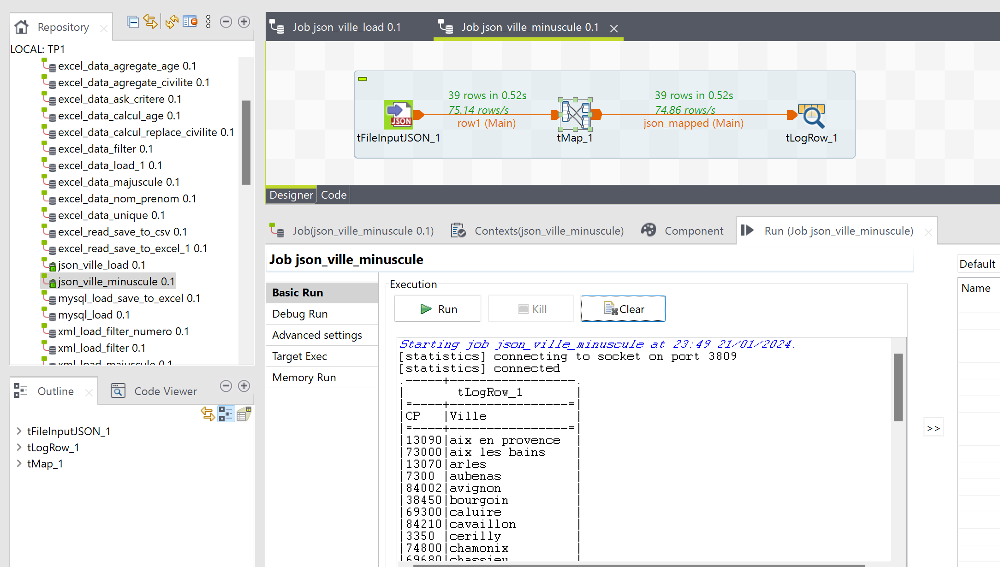 Repository
LOCAL: TP1
excel_data_agregate_age 0.1
excel_data_agregate_civilite 0.1
excel_data_ask_critere 0.1
excel_data_calcul_age 0.1
excel_data_calcul_replace_civilite 0.1
excel_data_filter 0.1
excel_data_load_1 0.1
excel_data_majuscule 0.1
excel_data_nom_prenom 0.1
excel_data_unique 0.1
excel_read_save_to_csv 0.1
excel_read_save_to_excel_1 0.1
json_ville_load 0.1
json_ville_minuscule 0.1
mysql_load_save_to_excel 0.1
mysql_load 0.1
xml_load_filter_numero 0.1
xml_load_filter 0.1
xml_load_majuscule 0.1
Outline
Code Viewer
tFileInputJSON_1
tLogRow_1
tMap_1
Job json_ville_load 0.1
Job json_ville_minuscule 0.1
39 rows in 0.52s
75.14 rows/s
row1 (Main)
39 rows in 0.52s
74.86 rows/s
json_mapped (Main)
JSON
tFileInputJSON_1
tMap_1
tLogRow_1
Designer
Code
Job(json_ville_minuscule 0.1)
Contexts(json_ville_minuscule)
Component
Run (Job json_ville_minuscule)
Job json_ville_minuscule
Default
Name
Basic Run
Debug Run
Advanced settings
Target Exec
Memory Run
Execution
Run
Kill
Clear
Starting job json_ville_minuscule at 23:49 21/01/2024.
[statistics] connecting to socket on port 3809
[statistics] connected
.-----+-----------------.
|       tLogRow_1       |
|=----+----------------=|
|CP   |Ville            |
|=----+----------------=|
|13090|aix en provence  |
|73000|aix les bains    |
|13070|arles            |
|7300 |aubenas          |
|84002|avignon          |
|38450|bourgoin         |
|69300|caluire          |
|84210|cavaillon        |
|3350 |cerilly          |
|74800|chamonix         |
|69680|chassieu         |
>>